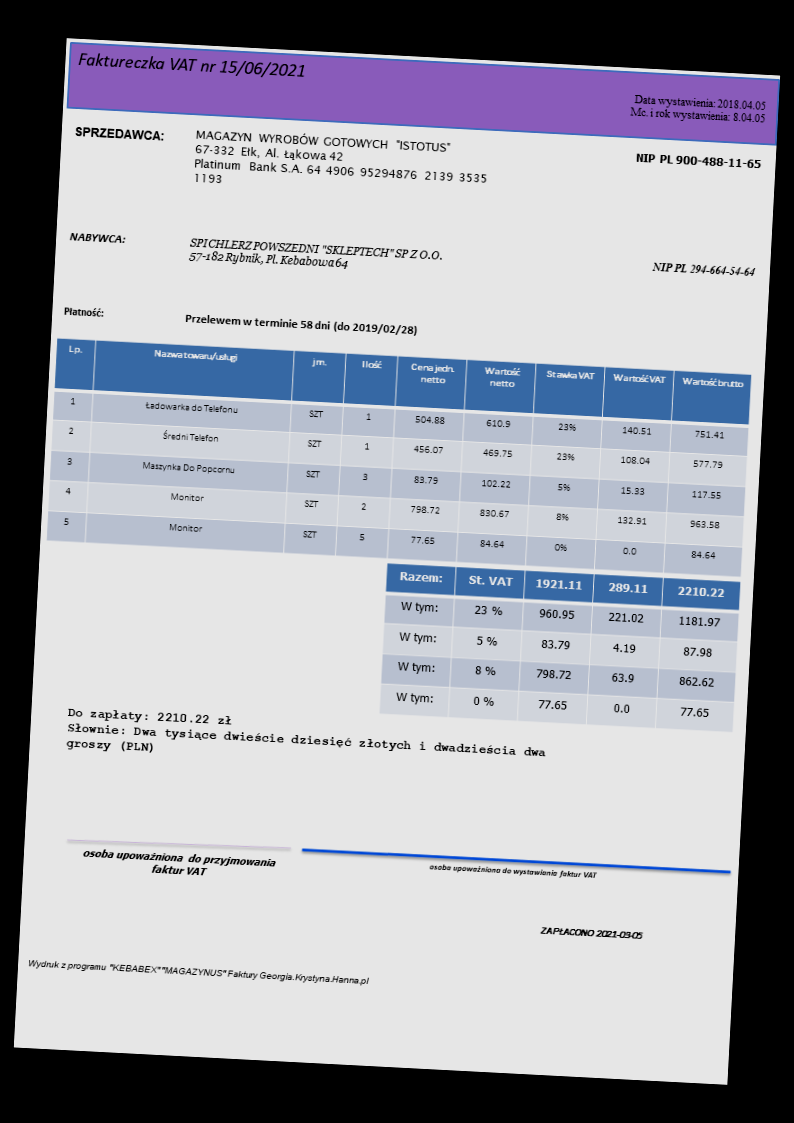 Faktureczka VAT nr 15/06/2021
Data wystawienia: 2018.04.05
Mc. i rok wystawienia: 8.04.05
SPRZEDAWCA:
MAGAZYN WYROBÓW GOTOWYCH "ISTOTUS"
67-332 Ełk, Al. Łąkowa 42
Platinum Bank S.A. 64 4906 95294876 2139 3535
1193
NIP PL 900-488-11-65
NABYWCA:
SPICHLERZ POWSZEDNI "SKLEPTECH" SP Z O.O.
57-182 Rybnik, Pl. Kebabowa 64
NIP PL 294-664-54-64
Płatność: Przelewem w terminie 58 dni (do 2019/02/28)
Lp. Nazwa towaru/usługi jm. Ilość Cena jedn. netto Wartość netto Stawka VAT Wartość VAT Wartość brutto
1 Ładowarka do Telefonu SZT 1 504.88 610.9 23% 140.51 751.41
2 Średni Telefon SZT 1 456.07 469.75 23% 108.04 577.79
3 Maszynka Do Popcornu SZT 3 83.79 102.22 5% 15.33 117.55
4 Monitor SZT 2 798.72 830.67 8% 132.91 963.58
5 Monitor SZT 5 77.65 84.64 0% 0.0 84.64
Razem: St. VAT 1921.11 289.11 2210.22
W tym: 23 % 960.95 221.02 1181.97
W tym: 5 % 83.79 4.19 87.98
W tym: 8 % 798.72 63.9 862.62
W tym: 0 % 77.65 0.0 77.65
Do zapłaty: 2210.22 zł
Słownie: Dwa tysiące dwieście dziesięć złotych i dwadzieścia dwa
groszy (PLN)
osoba upoważniona do przyjmowania
faktur VAT
osoba upoważniona do wystawiania faktur VAT
ZAPŁACONO 2021-03-05
Wydruk z programu "KEBABEX" "MAGAZYNUS" Faktury Georgia.Krystyna.Hanna.pl